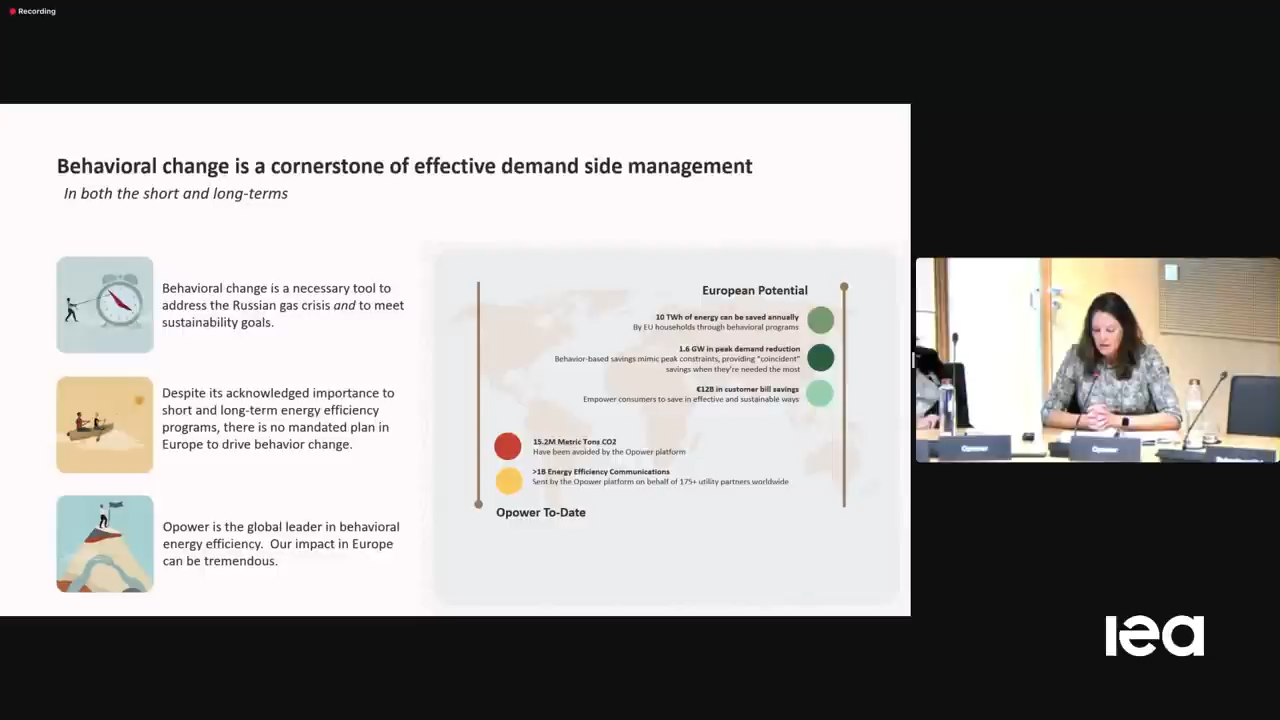 Recording
Behavioral change is a cornerstone of effective demand side management
In both the short and long-terms
Behavioral change is a necessary tool to
address the Russian gas crisis and to meet
sustainability goals.
Despite its acknowledged importance to
short and long-term energy efficiency
programs, there is no mandated plan in
Europe to drive behavior change.
Opower is the global leader in behavioral
energy efficiency. Our impact in Europe
can be tremendous.
European Potential
10 TWh of energy can be saved annually
By EU households through behavioral programs
1.6 GW in peak demand reduction
Behavior-based savings mimic peak constraints, providing "coincident"
savings when they're needed the most
€12B in customer bill savings
Empower consumers to save in effective and sustainable ways
15.2M Metric Tons CO2
Have been avoided by the Opower platform
>1B Energy Efficiency Communications
Sent by the Opower platform on behalf of 175+ utility partners worldwide
Opower To-Date
Opower
Opower
iea